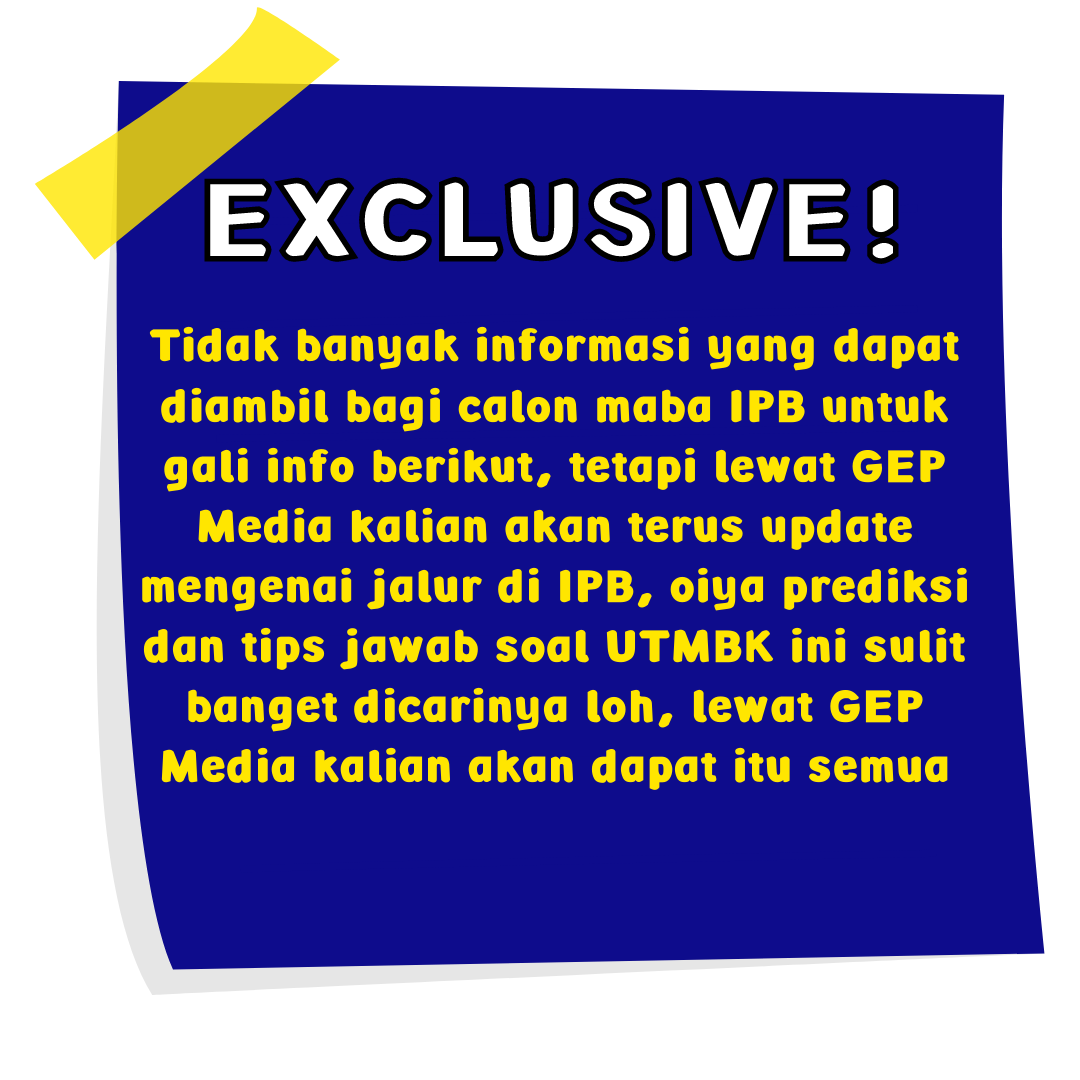 EXCLUSIVE!
Tidak banyak informasi yang dapat
diambil bagi calon maba IPB untuk
gali info berikut, tetapi lewat GEP
Media kalian akan terus update
mengenai jalur di IPB, oiya prediksi
dan tips jawab soal UTMBK ini sulit
banget dicarinya loh, lewat GEP
Media kalian akan dapat itu semua